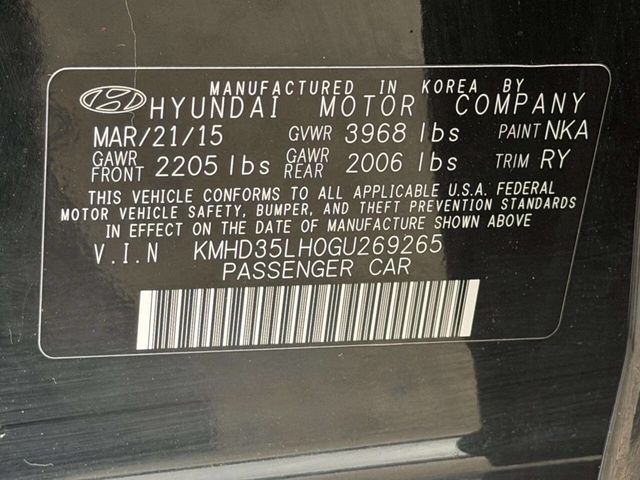 MANUFACTURED IN KOREA BY
HYUNDAI MOTOR COMPANY
MAR/21/15 GVWR 3968 lbs PAINT NKA
GAWR FRONT 2205 lbs GAWR REAR 2006 lbs TRIM RY
THIS VEHICLE CONFORMS TO ALL APPLICABLE U.S.A. FEDERAL
MOTOR VEHICLE SAFETY, BUMPER, AND THEFT PREVENTION STANDARDS
IN EFFECT ON THE DATE OF MANUFACTURE SHOWN ABOVE
V.I.N KMHD35LH0GU269265
PASSENGER CAR